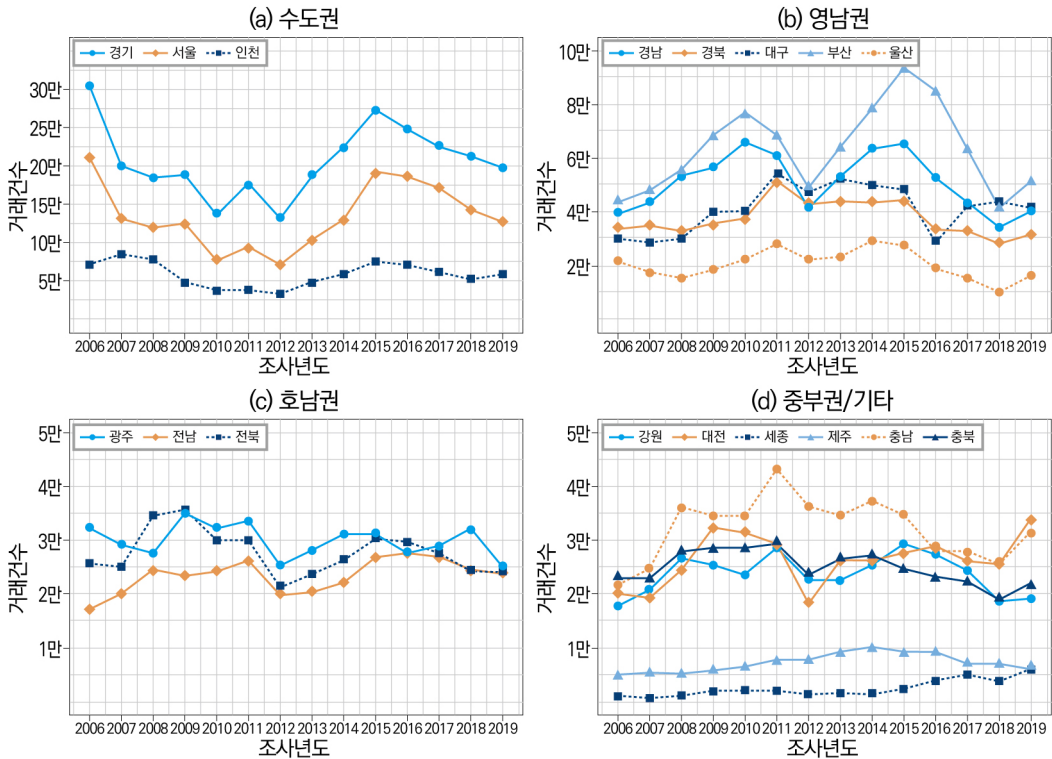 (a) 수도권
경기 서울 인천
30만
25만
20만
15만
10만
5만
거래건수
2006 2007 2008 2009 2010 2011 2012 2013 2014 2015 2016 2017 2018 2019
조사년도
(b) 영남권
경남 경북 대구 부산 울산
10만
8만
6만
4만
2만
거래건수
2006 2007 2008 2009 2010 2011 2012 2013 2014 2015 2016 2017 2018 2019
조사년도
(c) 호남권
광주 전남 전북
5만
4만
3만
2만
1만
거래건수
2006 2007 2008 2009 2010 2011 2012 2013 2014 2015 2016 2017 2018 2019
조사년도
(d) 중부권/기타
강원 대전 세종 제주 충남 충북
5만
4만
3만
2만
1만
거래건수
2006 2007 2008 2009 2010 2011 2012 2013 2014 2015 2016 2017 2018 2019
조사년도